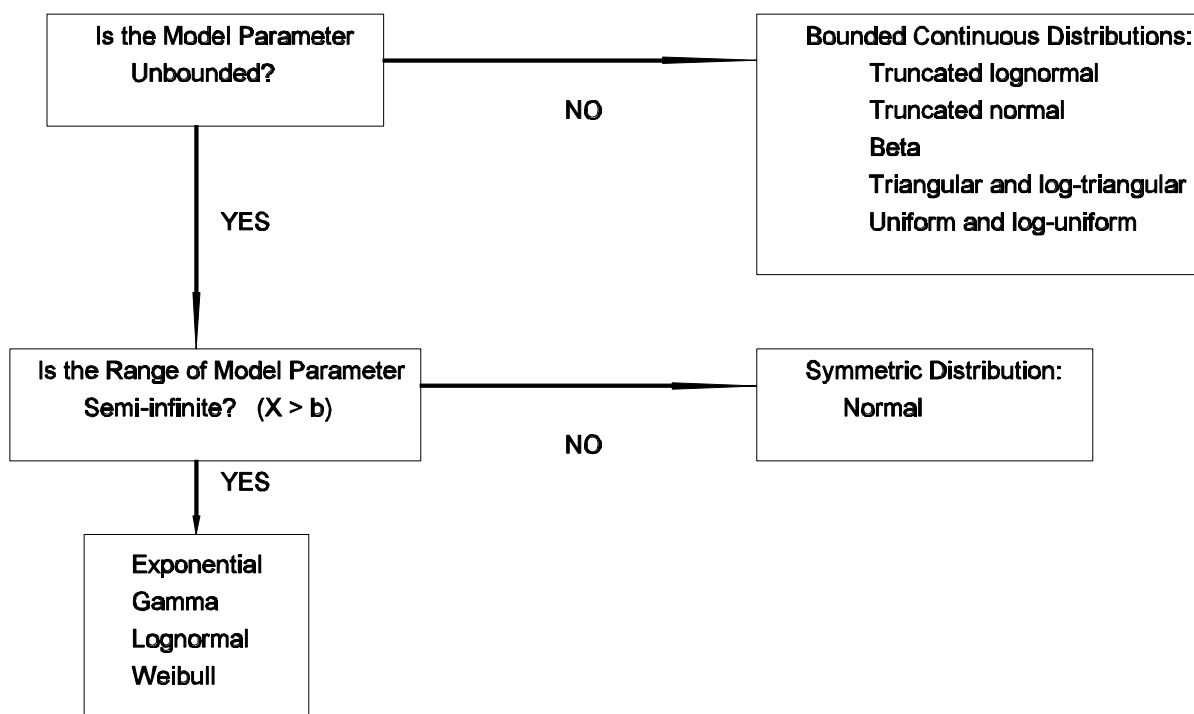 Is the Model Parameter
Unbounded?
NO
Bounded Continuous Distributions:
Truncated lognormal
Truncated normal
Beta
Triangular and log-triangular
Uniform and log-uniform
YES
Is the Range of Model Parameter
Semi-infinite? (X > b)
NO
Symmetric Distribution:
Normal
YES
Exponential
Gamma
Lognormal
Weibull